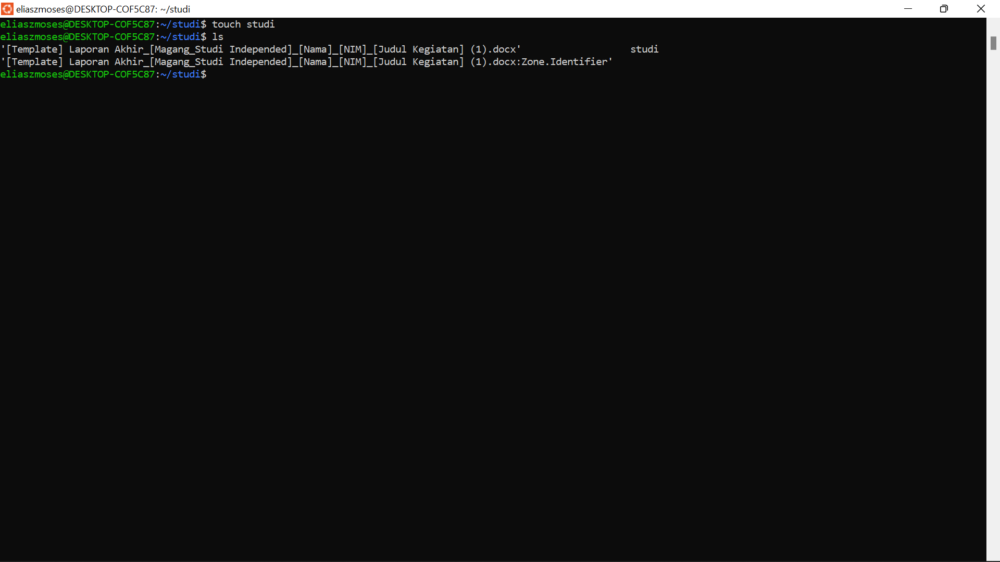 eliaszmoses@DESKTOP-COF5C87: ~/studi
eliaszmoses@DESKTOP-COF5C87:~/studi$ touch studi
eliaszmoses@DESKTOP-COF5C87:~/studi$ ls
'[Template] Laporan Akhir_[Magang_Studi Independed]_[Nama]_[NIM]_[Judul Kegiatan] (1).docx' studi
'[Template] Laporan Akhir_[Magang_Studi Independed]_[Nama]_[NIM]_[Judul Kegiatan] (1).docx:Zone.Identifier'
eliaszmoses@DESKTOP-COF5C87:~/studi$